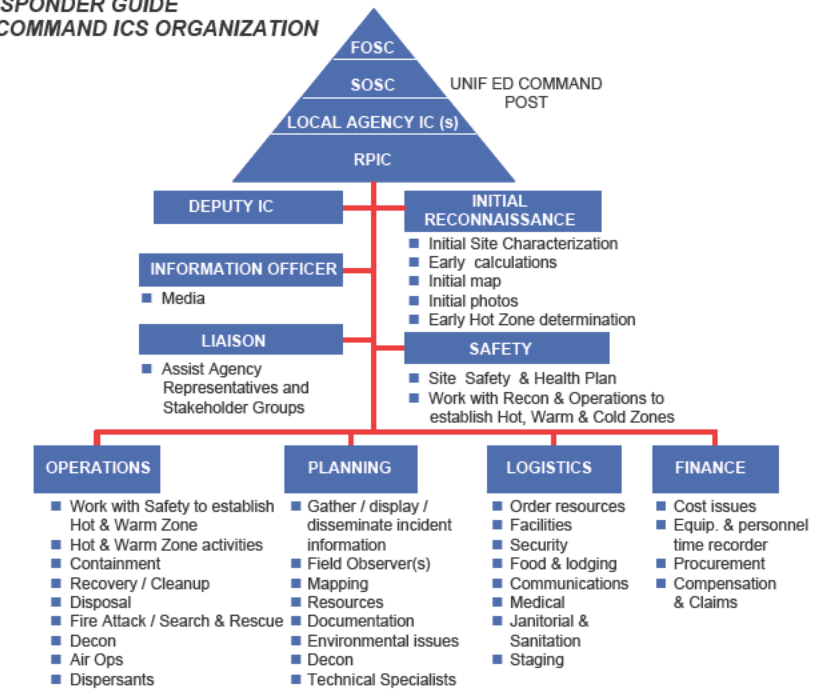 SPONDER GUIDE
COMMAND ICS ORGANIZATION
FOSC
SOSC
LOCAL AGENCY IC (s)
RPIC
UNIF ED COMMAND
POST
DEPUTY IC
INITIAL
RECONNAISSANCE
Initial Site Characterization
Early calculations
Initial map
Initial photos
Early Hot Zone determination
INFORMATION OFFICER
Media
LIAISON
Assist Agency
Representatives and
Stakeholder Groups
SAFETY
Site Safety & Health Plan
Work with Recon & Operations to
establish Hot, Warm & Cold Zones
OPERATIONS
Work with Safety to establish
Hot & Warm Zone
Hot & Warm Zone activities
Containment
Recovery / Cleanup
Disposal
Fire Attack / Search & Rescue
Decon
Air Ops
Dispersants
PLANNING
Gather / display /
disseminate incident
information
Field Observer(s)
Mapping
Resources
Documentation
Environmental issues
Decon
Technical Specialists
LOGISTICS
Order resources
Facilities
Security
Food & lodging
Communications
Medical
Janitorial &
Sanitation
Staging
FINANCE
Cost issues
Equip. & personnel
time recorder
Procurement
Compensation
& Claims